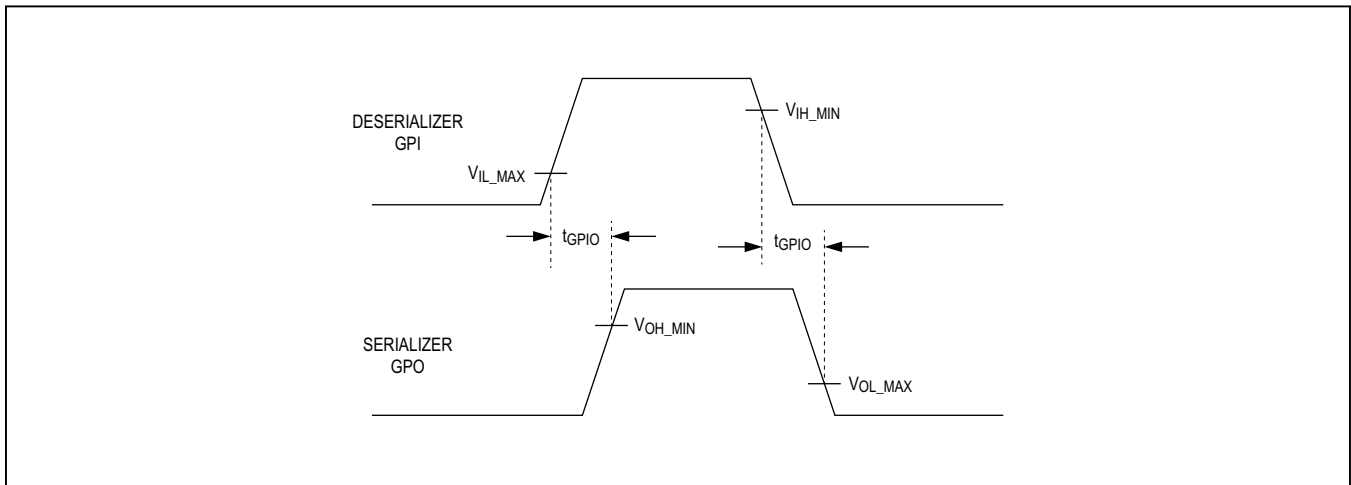 DESERIALIZER
GPI
VIH_MIN
VIL_MAX
tGPIO
tGPIO
SERIALIZER
GPO
VOH_MIN
VOL_MAX